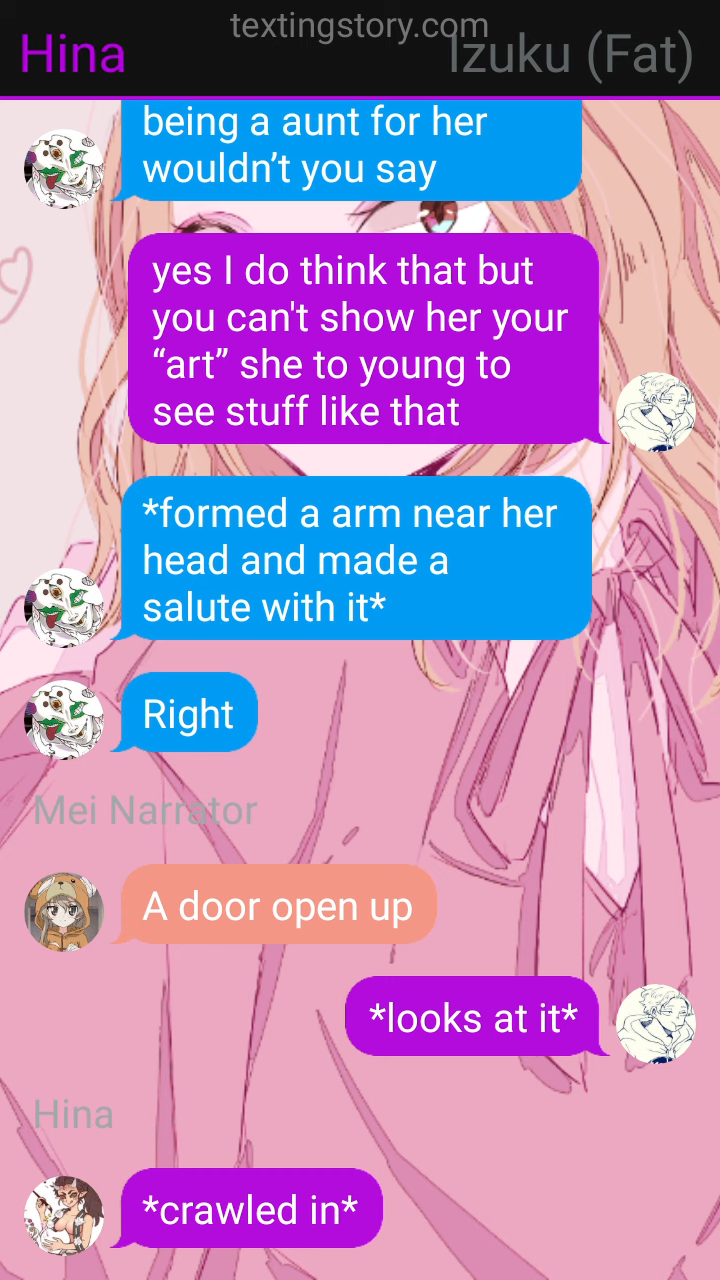 textingstory.com
Hina
Izuku (Fat)
being a aunt for her
wouldn’t you say
yes I do think that but
you can't show her your
“art” she to young to
see stuff like that
*formed a arm near her
head and made a
salute with it*
Right
Mei Narrator
A door open up
*looks at it*
Hina
*crawled in*